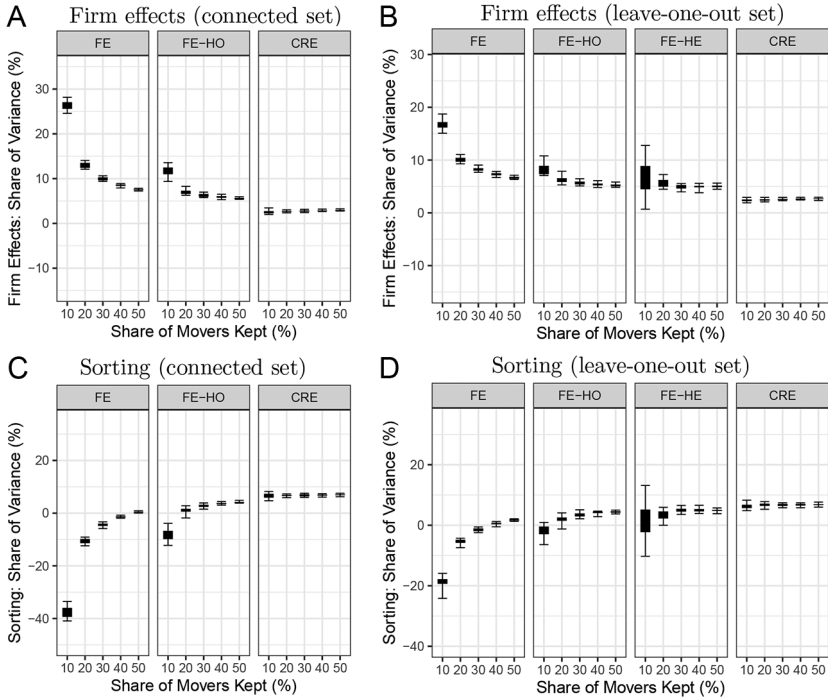 A
Firm effects (connected set)
FE
FE−HO
CRE
Firm Effects: Share of Variance (%)
30
20
10
0
−10
10 20 30 40 50
10 20 30 40 50
10 20 30 40 50
Share of Movers Kept (%)
B
Firm effects (leave-one-out set)
FE
FE−HO
FE−HE
CRE
Firm Effects: Share of Variance (%)
30
20
10
0
−10
10 20 30 40 50
10 20 30 40 50
10 20 30 40 50
10 20 30 40 50
Share of Movers Kept (%)
C
Sorting (connected set)
FE
FE−HO
CRE
Sorting: Share of Variance (%)
20
0
−20
−40
10 20 30 40 50
10 20 30 40 50
10 20 30 40 50
Share of Movers Kept (%)
D
Sorting (leave-one-out set)
FE
FE−HO
FE−HE
CRE
Sorting: Share of Variance (%)
20
0
−20
−40
10 20 30 40 50
10 20 30 40 50
10 20 30 40 50
10 20 30 40 50
Share of Movers Kept (%)